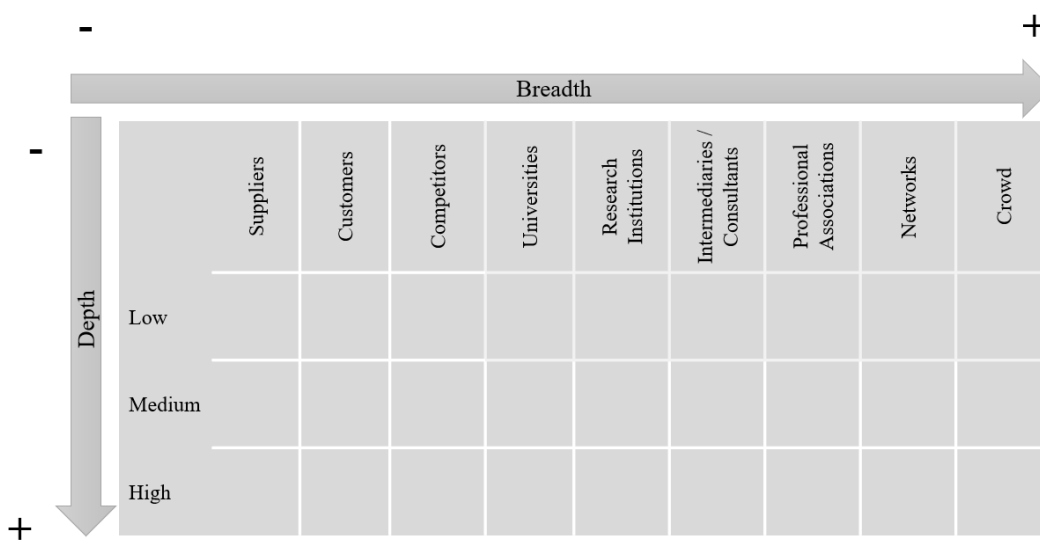 -
+
Breadth
-
Depth
Suppliers
Customers
Competitors
Universities
Research
Institutions
Intermediaries /
Consultants
Professional
Associations
Networks
Crowd
Low
Medium
High
+